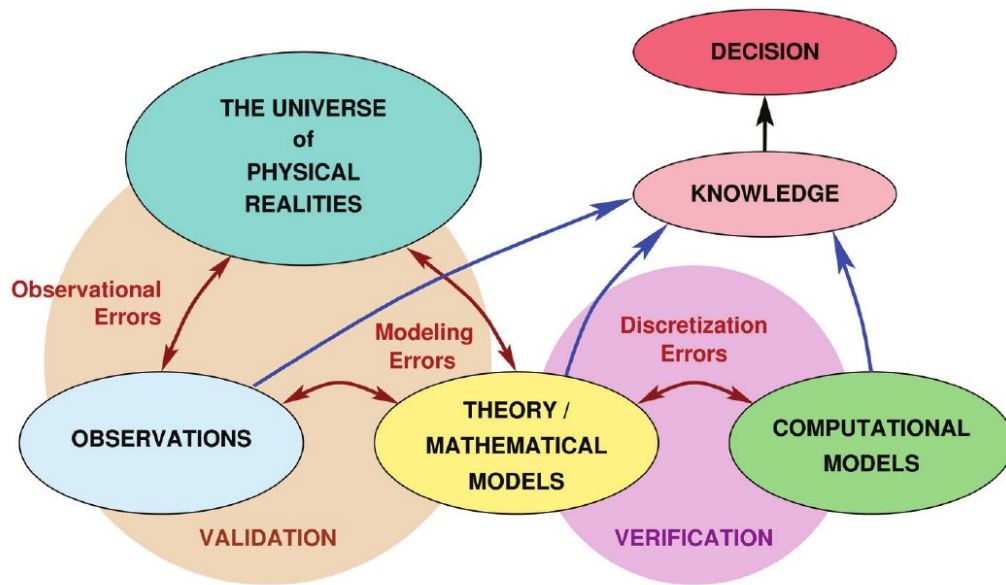 DECISION
THE UNIVERSE
of
PHYSICAL
REALITIES
KNOWLEDGE
Observational
Errors
Modeling
Errors
Discretization
Errors
OBSERVATIONS
THEORY /
MATHEMATICAL
MODELS
COMPUTATIONAL
MODELS
VALIDATION
VERIFICATION